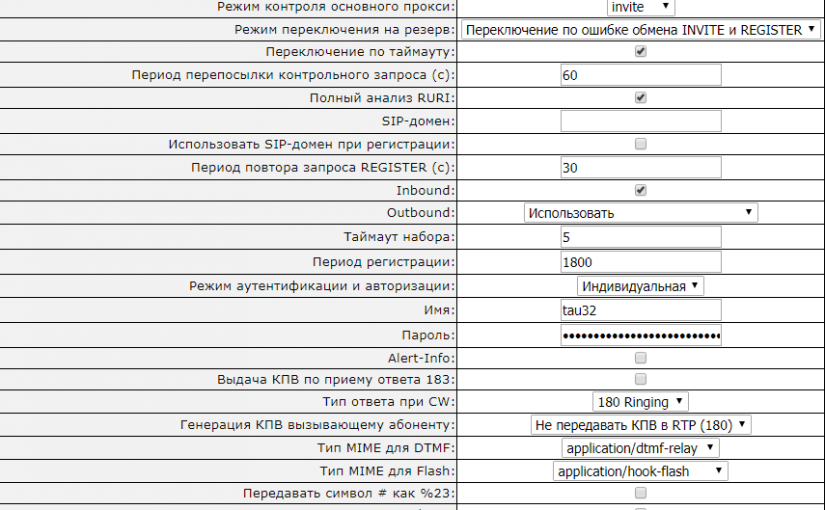 Режим контроля основного прокси: invite
Режим переключения на резерв: Переключение по ошибке обмена INVITE и REGISTER
Переключение по таймауту:
Период перепосылки контрольного запроса (с): 60
Полный анализ RURI:
SIP-домен:
Использовать SIP-домен при регистрации:
Период повтора запроса REGISTER (с): 30
Inbound:
Outbound: Использовать
Таймаут набора: 5
Период регистрации: 1800
Режим аутентификации и авторизации: Индивидуальная
Имя: tau32
Пароль:
Alert-Info:
Выдача КПВ по приему ответа 183:
Тип ответа при CW: 180 Ringing
Генерация КПВ вызывающему абоненту: Не передавать КПВ в RTP (180)
Тип MIME для DTMF: application/dtmf-relay
Тип MIME для Flash: application/hook-flash
Передавать символ # как %23: